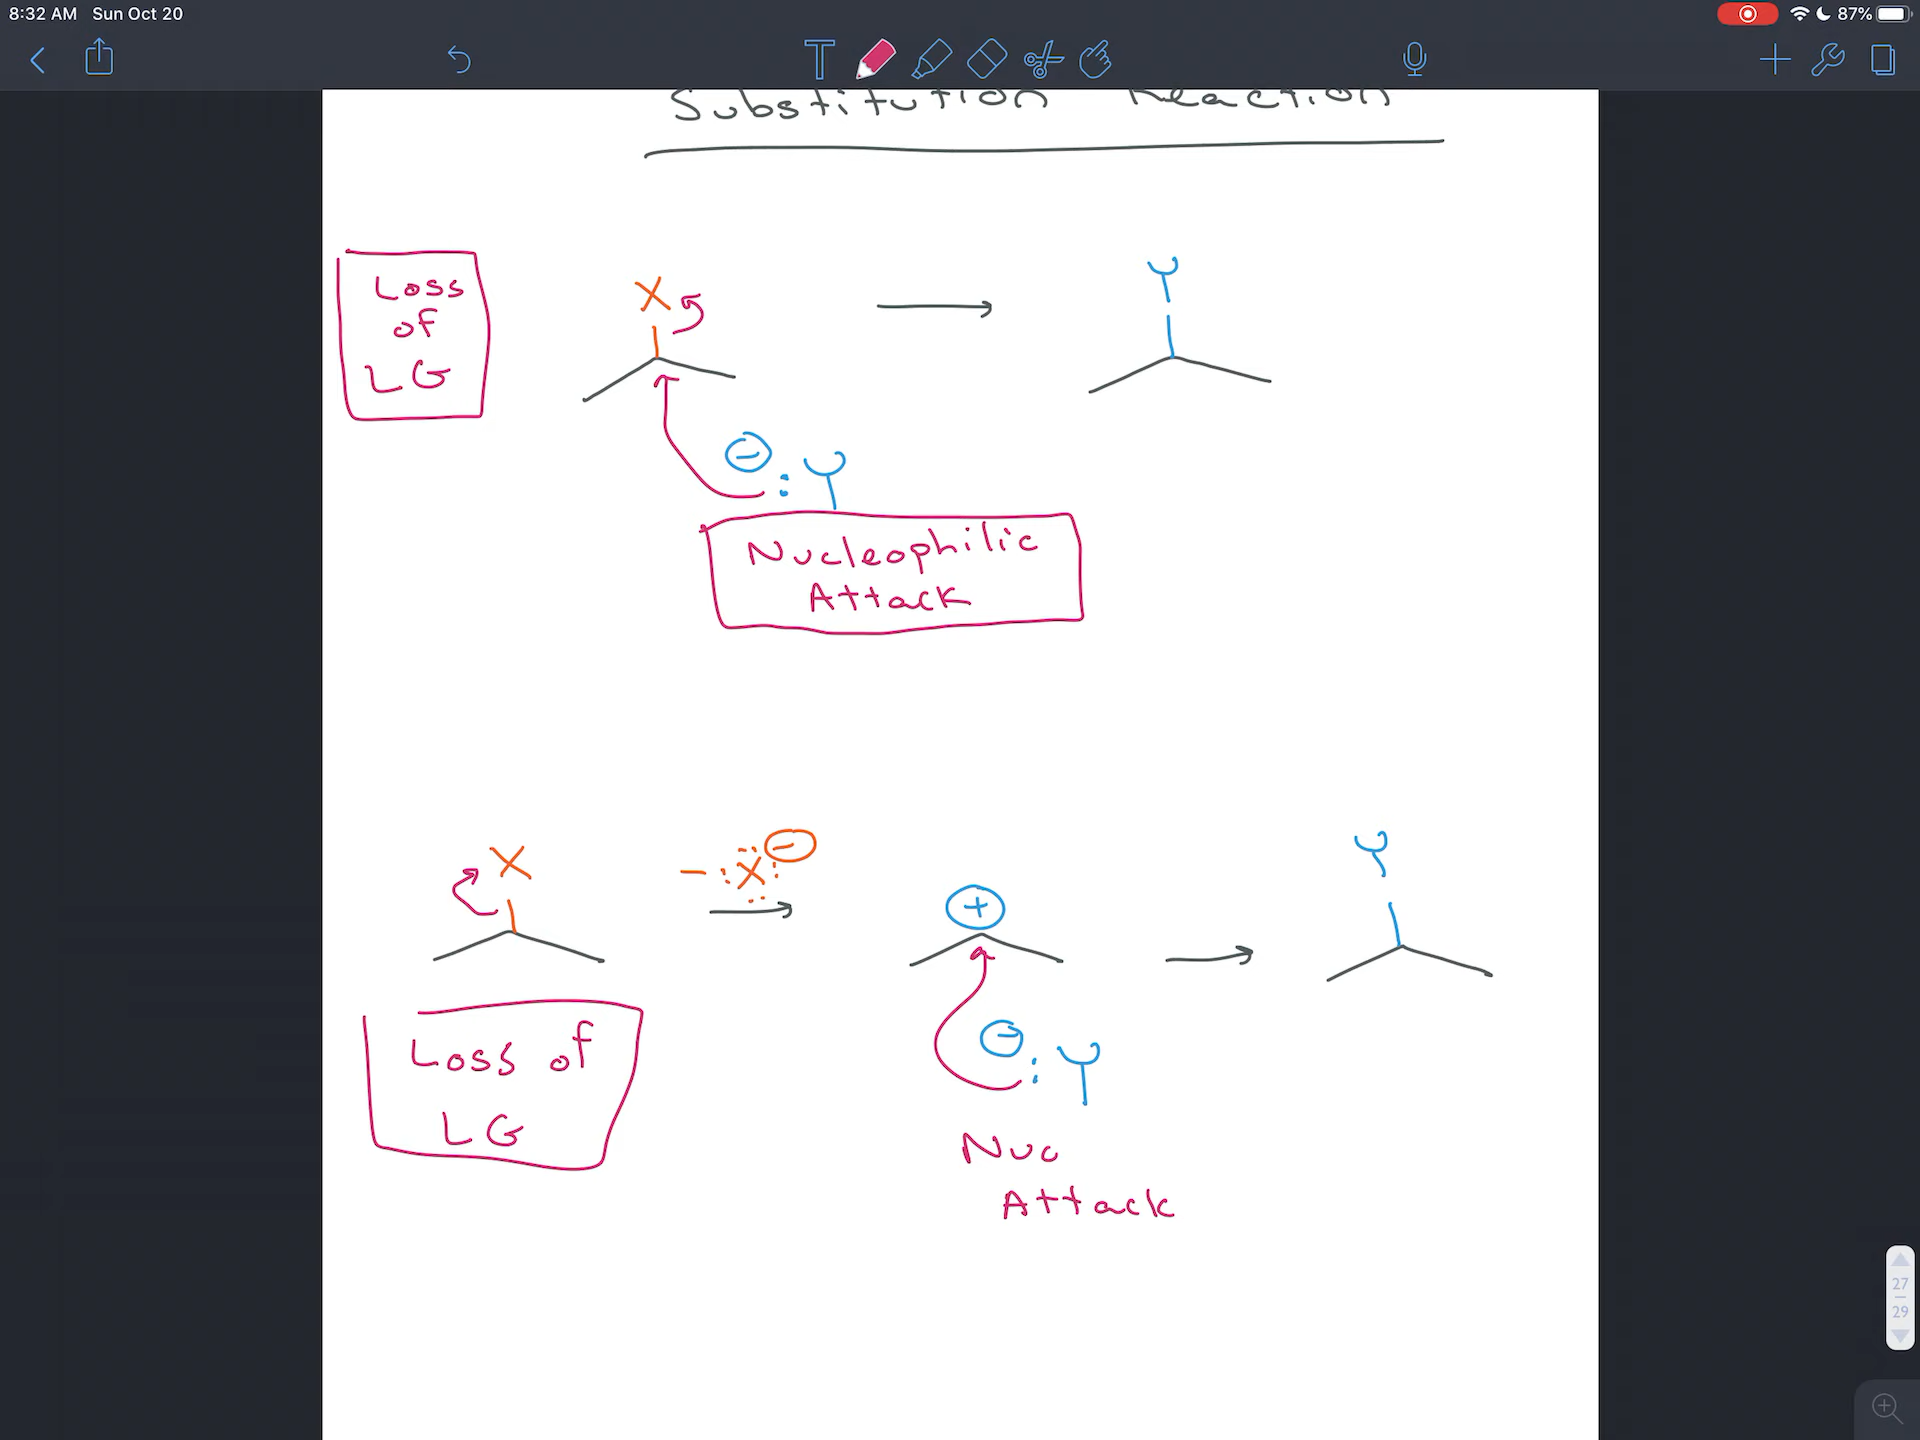 8:32 AM Sun Oct 20
87%
T
Substitution Reaction
Loss
of
LG
X
Y
⊖ : Y
Nucleophilic
Attack
X
- :Ẍ: ⊖
⊕
Y
Loss of
LG
⊖ : Y
Nuc
Attack
27
29